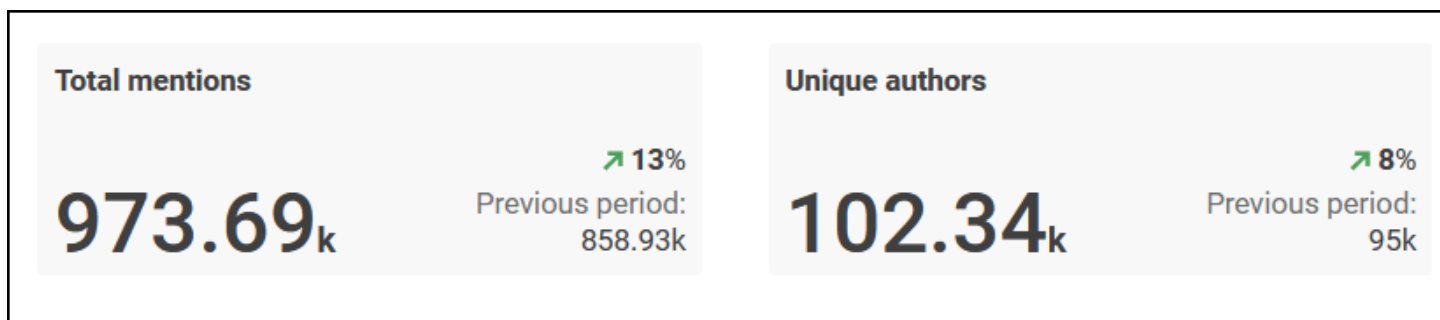 Total mentions
13%
973.69k
Previous period:
858.93k
Unique authors
8%
102.34k
Previous period:
95k